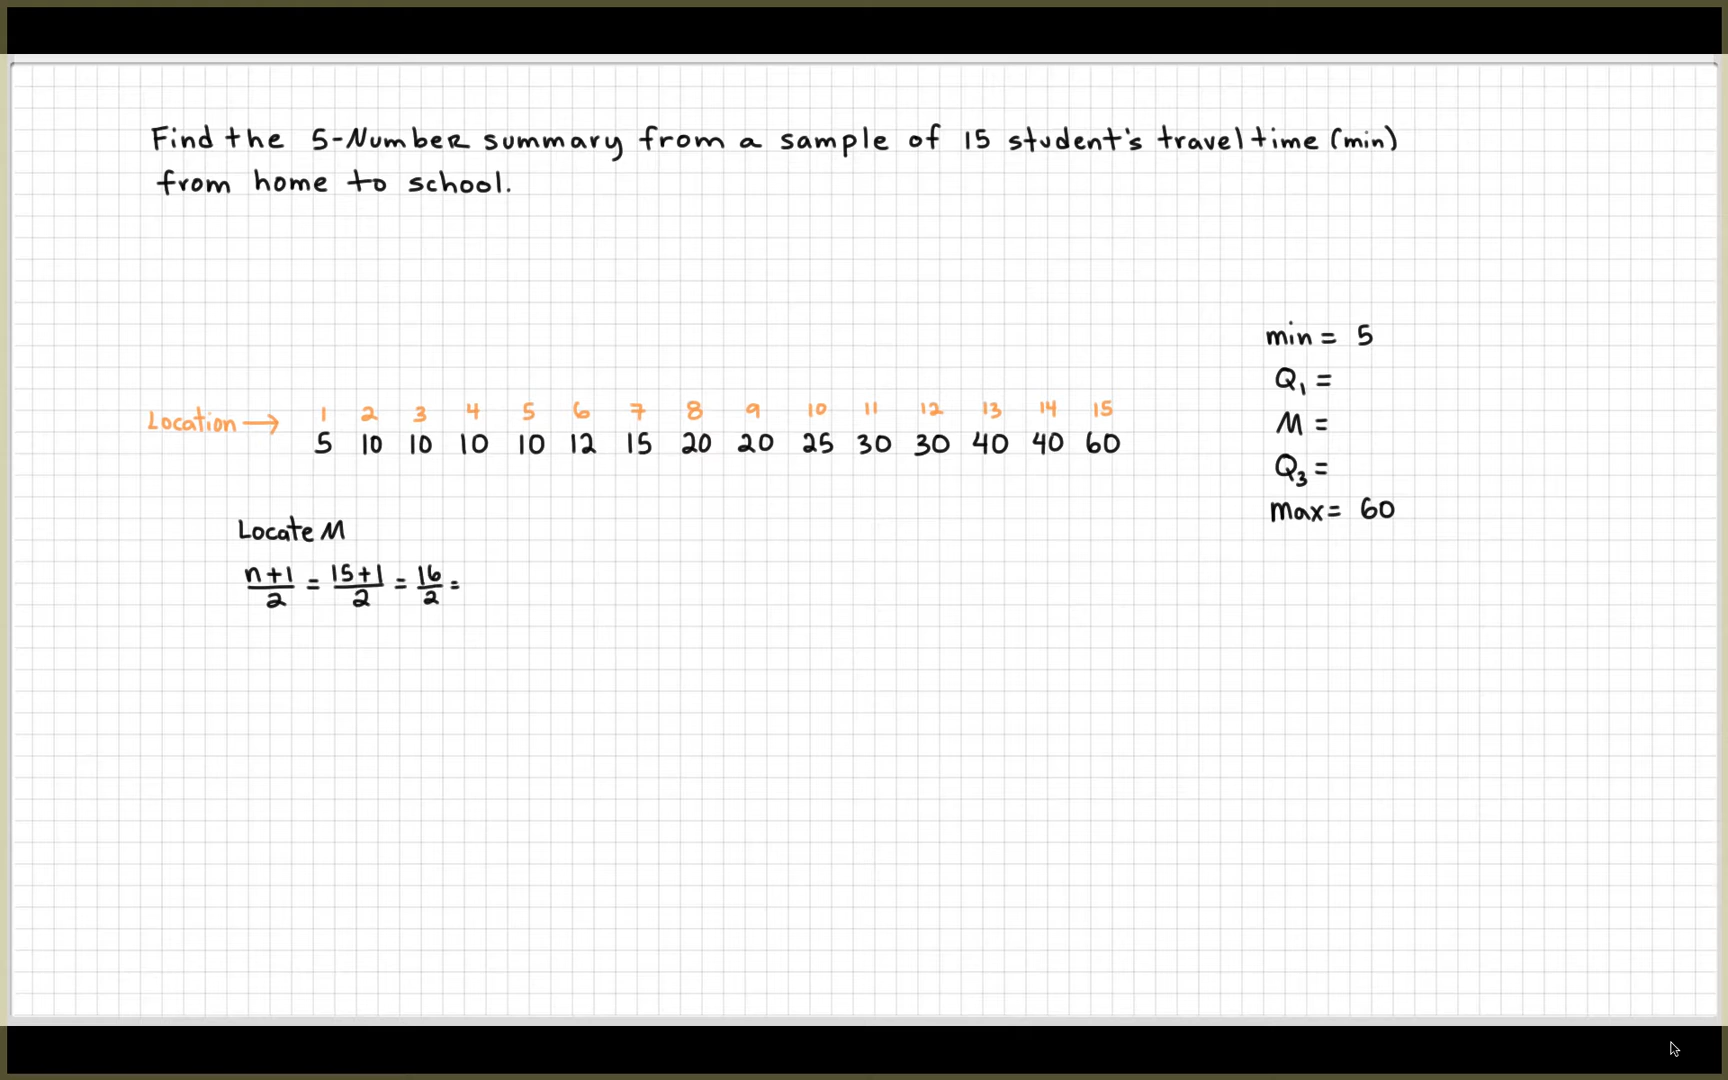 Find the 5-Number summary from a sample of 15 student's travel time (min)
from home to school.
min = 5
Q₁ =
M =
Q₃ =
max = 60
Location → 1 2 3 4 5 6 7 8 9 10 11 12 13 14 15
5 10 10 10 10 12 15 20 20 25 30 30 40 40 60
Locate M
(n+1)/2 = (15+1)/2 = 16/2 =